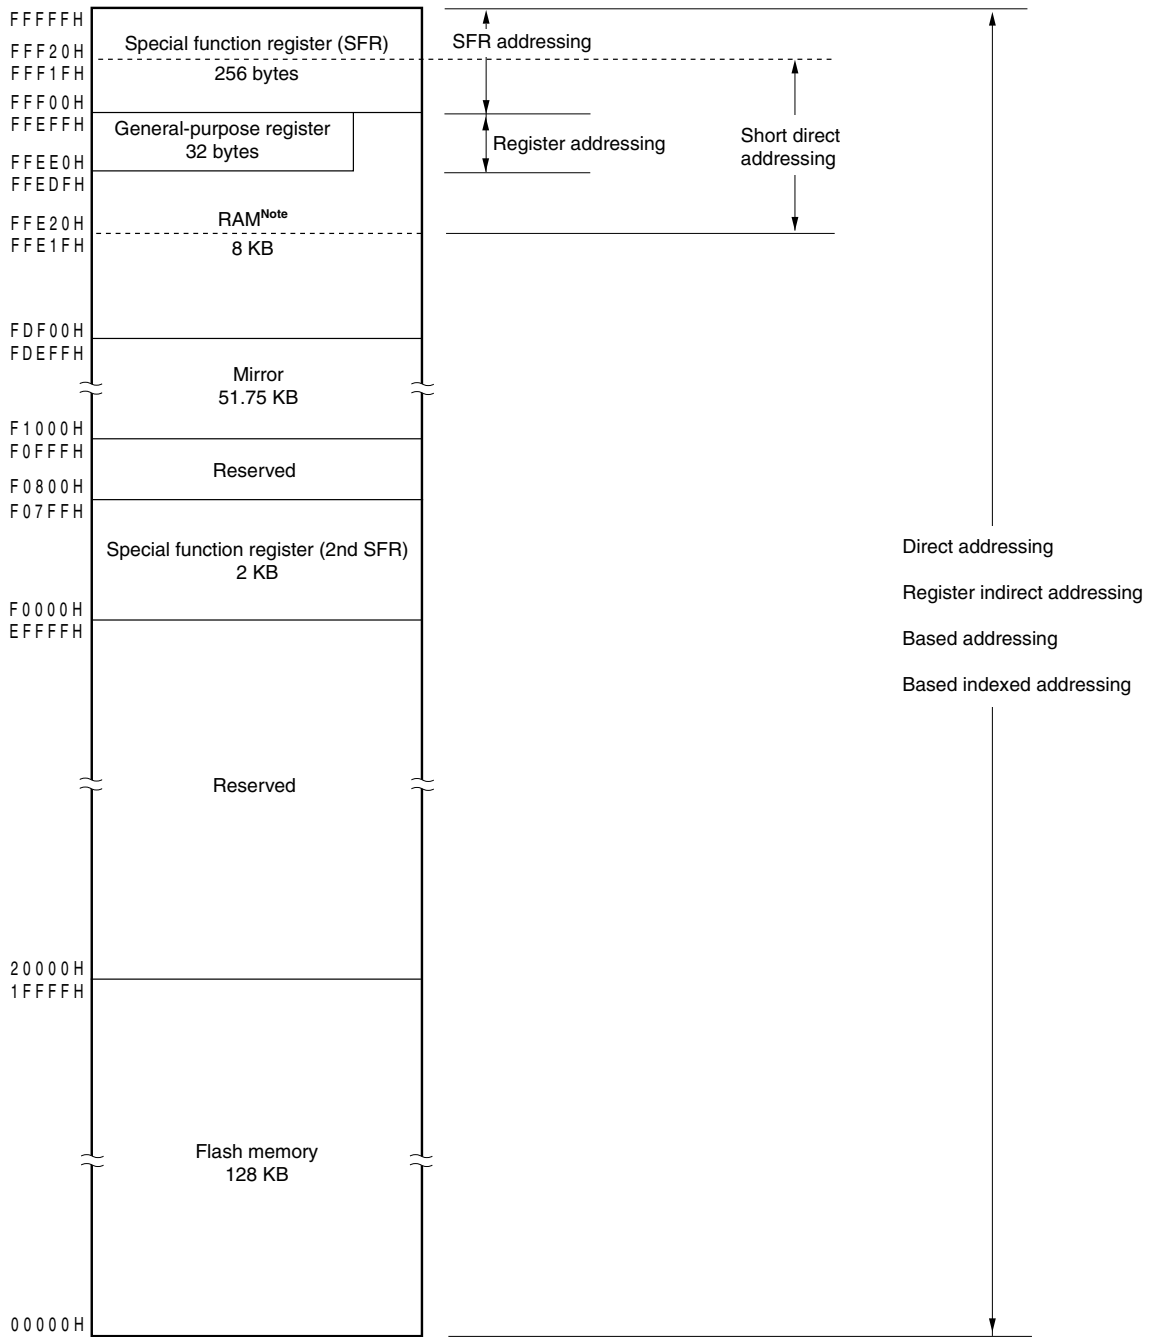 FFFFFH
Special function register (SFR)
256 bytes
SFR addressing
FFF20H
FFF1FH
FFF00H
FFEFFH
General-purpose register
32 bytes
Register addressing
Short direct
addressing
FFEE0H
FFEDFH
RAMNote
8 KB
FFE20H
FFE1FH
FDF00H
FDEFFH
Mirror
51.75 KB
F1000H
F0FFFH
Reserved
F0800H
F07FFH
Special function register (2nd SFR)
2 KB
Direct addressing
Register indirect addressing
Based addressing
Based indexed addressing
F0000H
EFFFFH
Reserved
20000H
1FFFFH
Flash memory
128 KB
00000H